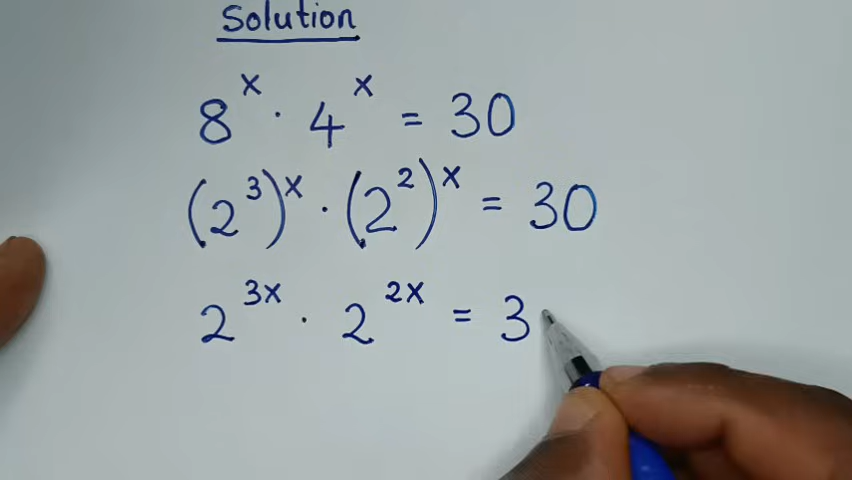 Solution
8^x · 4^x = 30
(2^3)^x · (2^2)^x = 30
2^3x · 2^2x = 3